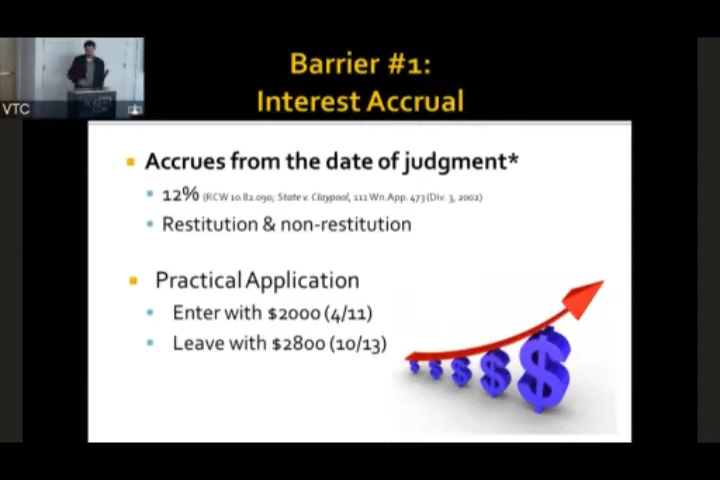 Barrier #1:
Interest Accrual
VTC
Accrues from the date of judgment*
12% (RCW 10.82.090; State v. Claypool, 111 Wn.App. 473 (Div. 3, 2002)
Restitution & non-restitution
Practical Application
Enter with $2000 (4/11)
Leave with $2800 (10/13)